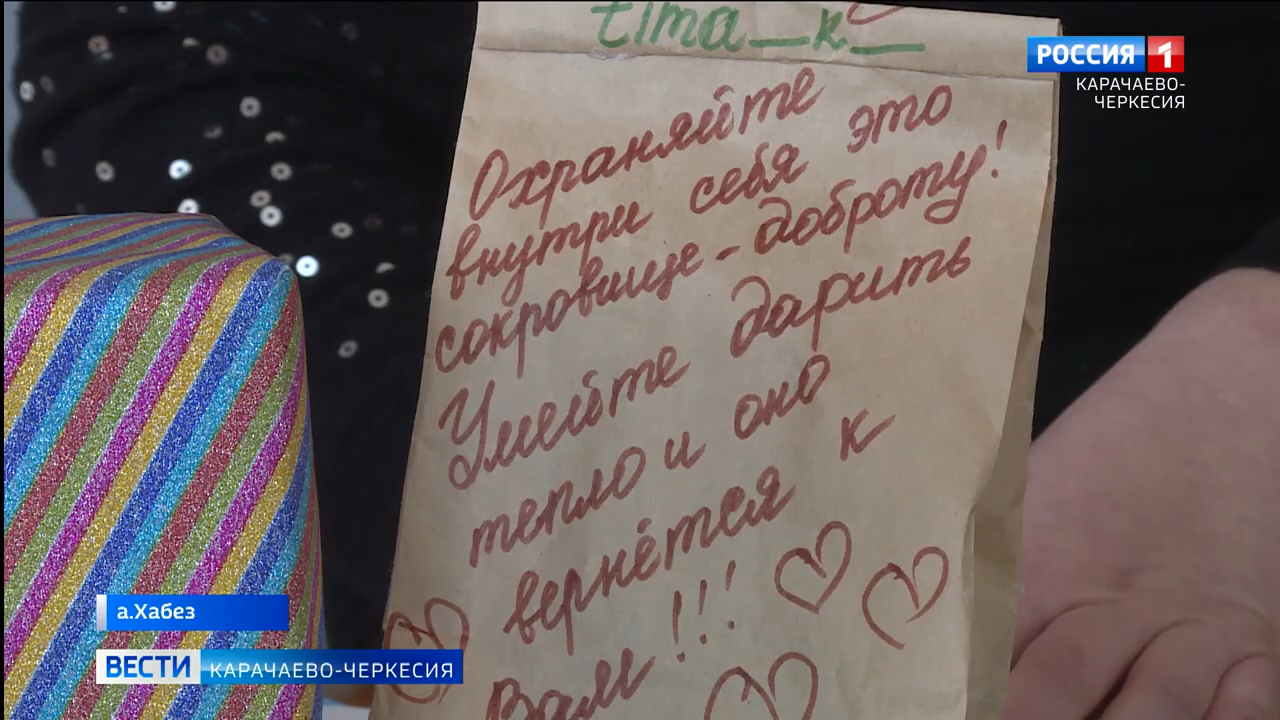 tima_к_
Охраняйте
внутри себя это
сокровище - доброту!
Умейте дарить
тепло и оно
вернётся к
Вам!!!
РОССИЯ 1
КАРАЧАЕВО-
ЧЕРКЕСИЯ
а.Хабез
ВЕСТИ КАРАЧАЕВО-ЧЕРКЕСИЯ